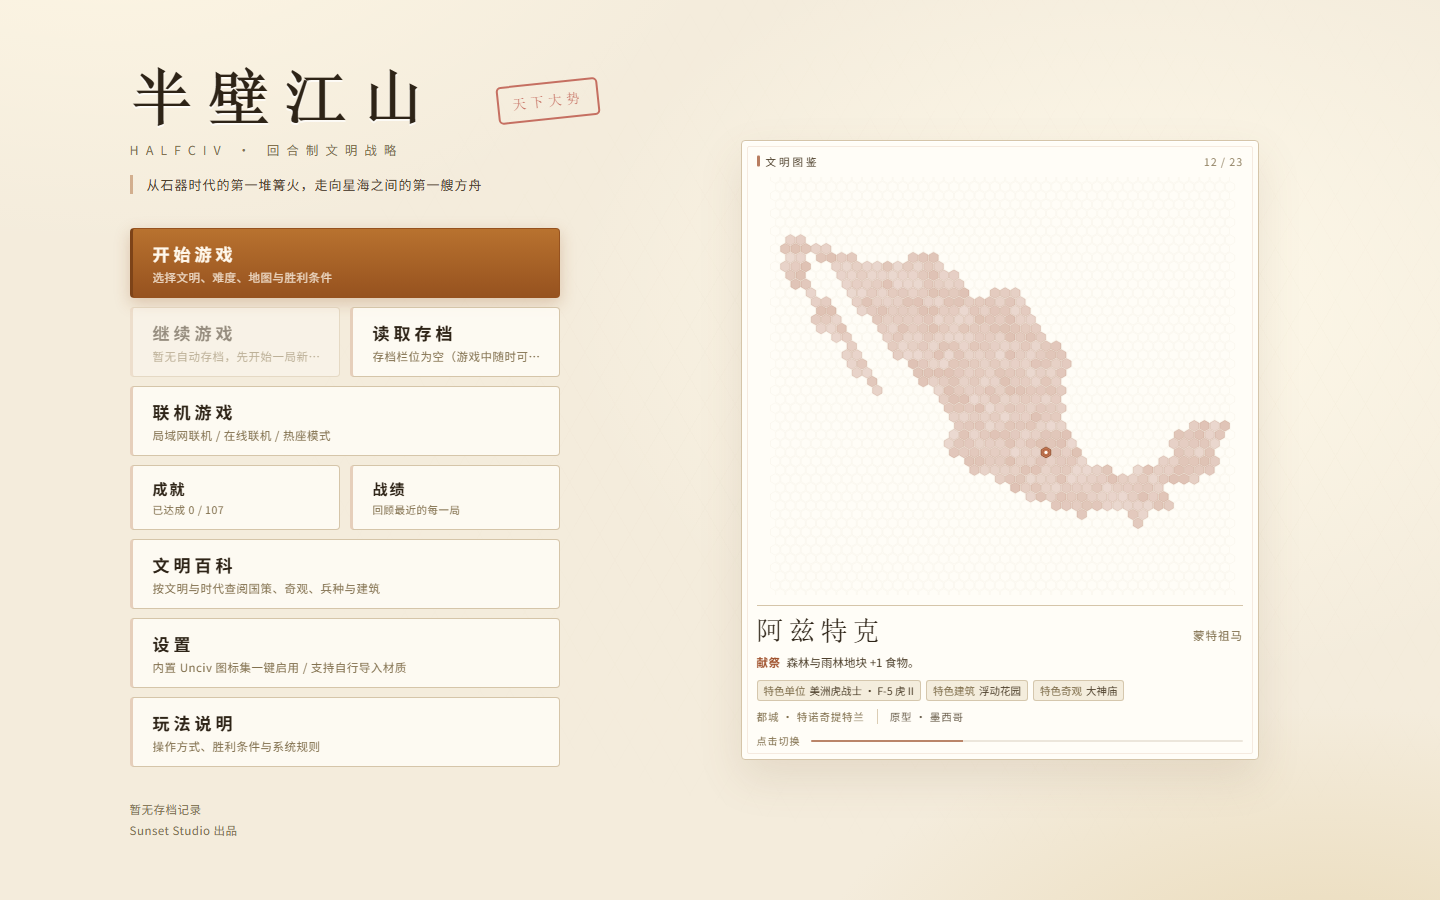 半壁江山
天下大势
HALFCIV · 回合制文明战略
从石器时代的第一堆篝火，走向星海之间的第一艘方舟
开始游戏
选择文明、难度、地图与胜利条件
继续游戏
暂无自动存档，先开始一局新…
读取存档
存档栏位为空（游戏中随时可…
联机游戏
局域网联机 / 在线联机 / 热座模式
成就
已达成 0 / 107
战绩
回顾最近的每一局
文明百科
按文明与时代查阅国策、奇观、兵种与建筑
设置
内置 Unciv 图标集一键启用 / 支持自行导入材质
玩法说明
操作方式、胜利条件与系统规则
暂无存档记录
Sunset Studio 出品
文明图鉴
12 / 23
阿兹特克
蒙特祖马
献祭 森林与雨林地块 +1 食物。
特色单位 美洲虎战士 · F-5 虎 II
特色建筑 浮动花园
特色奇观 大神庙
都城 · 特诺奇提特兰
原型 · 墨西哥
点击切换